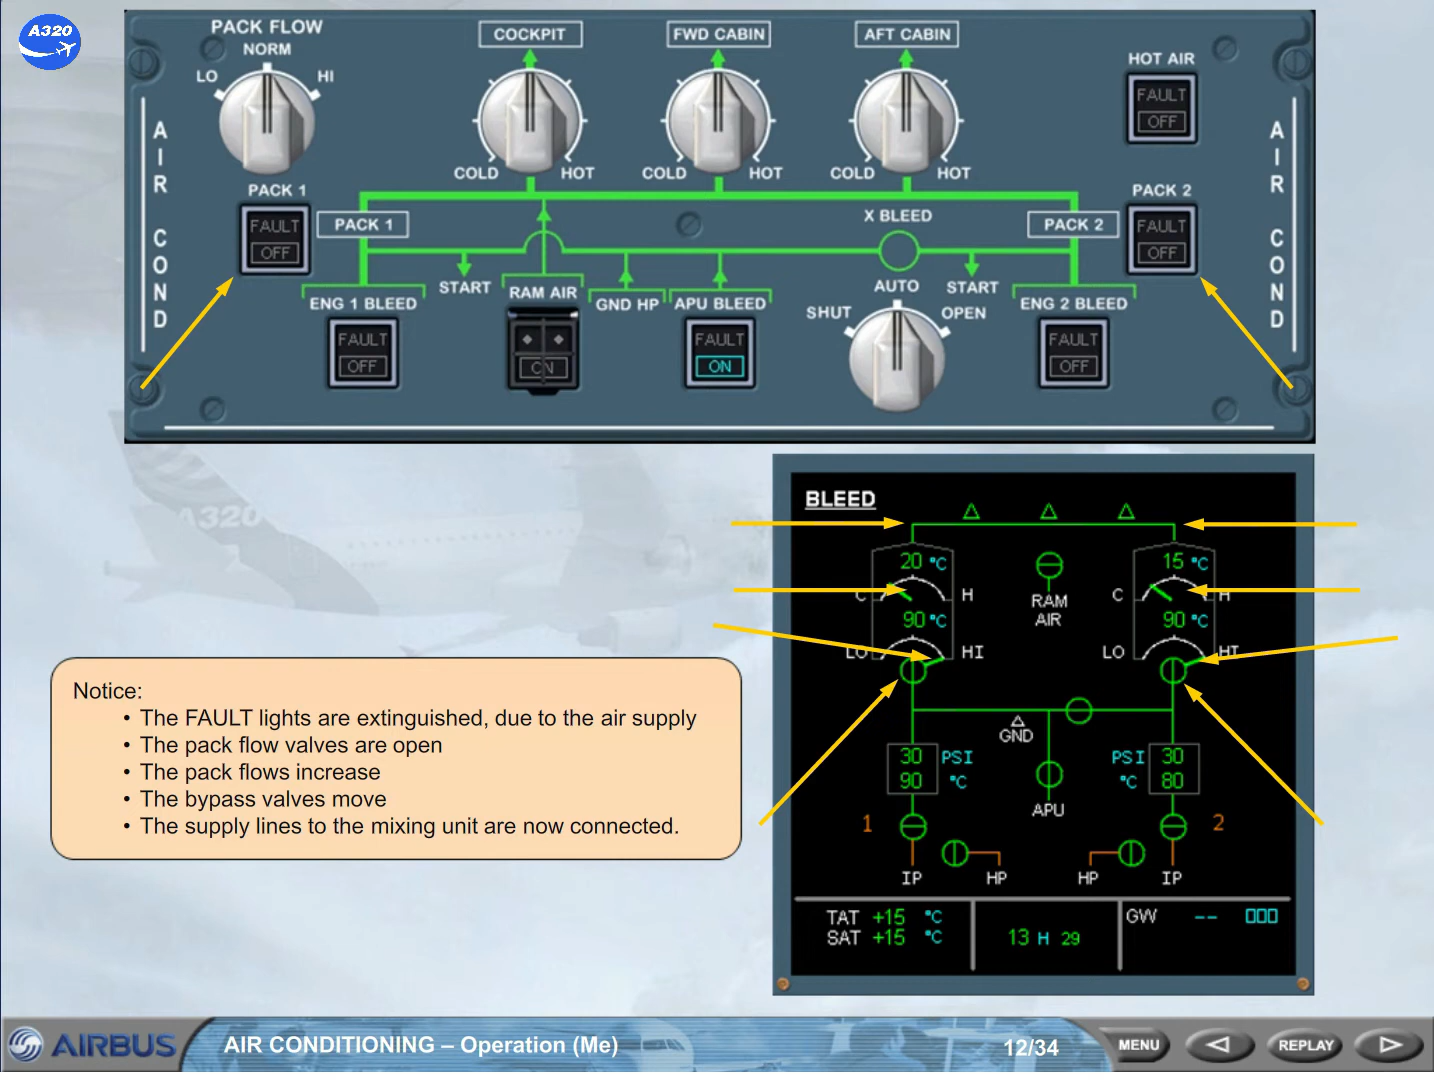 A320
PACK FLOW
NORM
LO
HI
COCKPIT
FWD CABIN
AFT CABIN
HOT AIR
FAULT
OFF
COLD
HOT
COLD
HOT
COLD
HOT
AIR COND
AIR COND
PACK 1
FAULT
OFF
PACK 1
X BLEED
PACK 2
PACK 2
FAULT
OFF
START
RAM AIR
GND HP
APU BLEED
AUTO
START
ENG 1 BLEED
SHUT
OPEN
ENG 2 BLEED
FAULT
OFF
ON
FAULT
ON
FAULT
OFF
A320
BLEED
20 °C
15 °C
C
H
RAM
AIR
C
H
90 °C
90 °C
LO
HI
LO
HI
GND
30 PSI
90 °C
PSI 30
°C 80
APU
1
2
IP
HP
HP
IP
TAT +15 °C
SAT +15 °C
13 H 29
GW -- 000
Notice:
• The FAULT lights are extinguished, due to the air supply
• The pack flow valves are open
• The pack flows increase
• The bypass valves move
• The supply lines to the mixing unit are now connected.
AIRBUS
AIR CONDITIONING – Operation (Me)
12/34
MENU
REPLAY